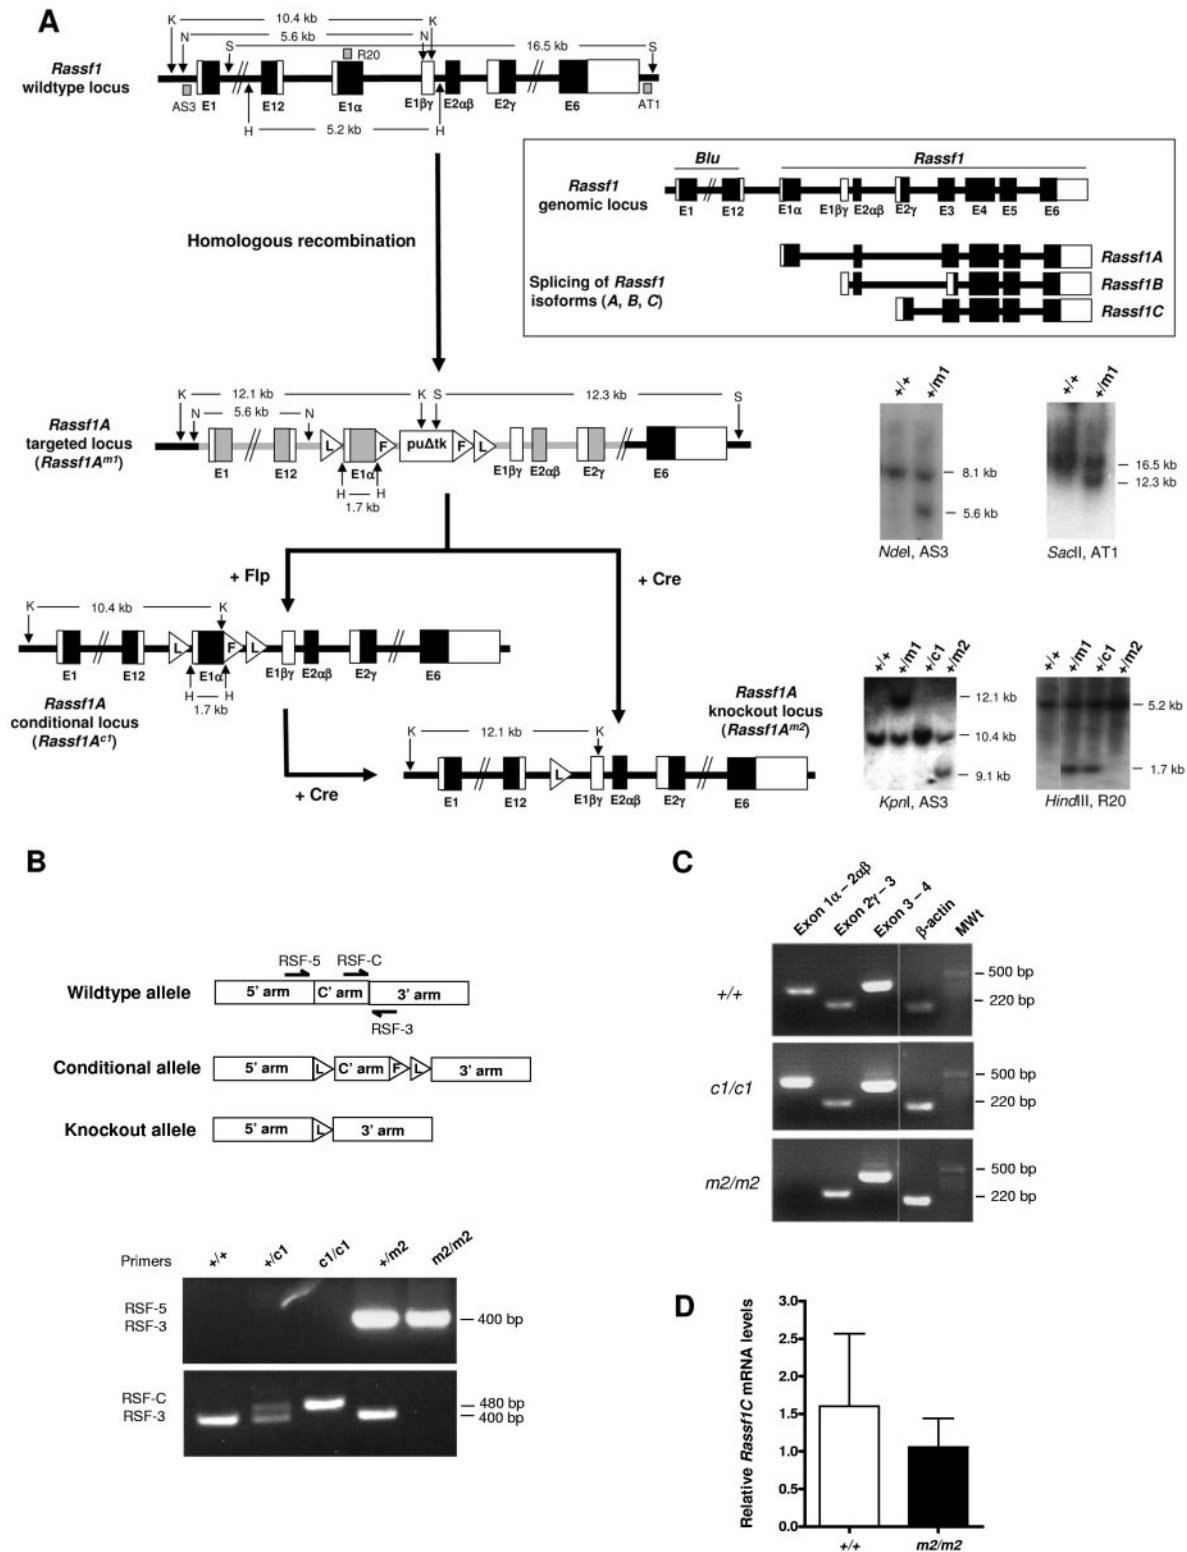 A
K 10.4 kb K
N 5.6 kb N
S 16.5 kb S
R20
Rassf1
wildtype locus
AS3 E1 E12 E1α E1βγ E2αβ E2γ E6 AT1
H 5.2 kb H
Homologous recombination
Blu Rassf1
Rassf1
genomic locus
E1 E12 E1α E1βγ E2αβ E2γ E3 E4 E5 E6
Splicing of Rassf1
isoforms (A, B, C)
Rassf1A
Rassf1B
Rassf1C
K 12.1 kb K S 12.3 kb S
N 5.6 kb N
Rassf1A
targeted locus
(Rassf1Am1)
L F puΔtk F L
E1 E12 E1α E1βγ E2αβ E2γ E6
H H
1.7 kb
+/+ +/m1
8.1 kb
5.6 kb
NdeI, AS3
+/+ +/m1
16.5 kb
12.3 kb
SacII, AT1
+ Flp
+ Cre
K 10.4 kb K
L F L
E1 E12 E1α E1βγ E2αβ E2γ E6
H H
1.7 kb
Rassf1A
conditional locus
(Rassf1Ac1)
+ Cre
Rassf1A
knockout locus
(Rassf1Am2)
K 12.1 kb K
L
E1 E12 E1βγ E2αβ E2γ E6
+/+ +/m1 +/c1 +/m2
12.1 kb
10.4 kb
9.1 kb
KpnI, AS3
+/+ +/m1 +/c1 +/m2
5.2 kb
1.7 kb
HindIII, R20
B
RSF-5 RSF-C
Wildtype allele 5' arm C' arm 3' arm
RSF-3
Conditional allele 5' arm L C' arm F L 3' arm
Knockout allele 5' arm L 3' arm
Primers +/+ +/c1 c1/c1 +/m2 m2/m2
RSF-5
RSF-3
400 bp
RSF-C
RSF-3
480 bp
400 bp
C
Exon 1α – 2αβ Exon 2γ – 3 Exon 3 – 4 β-actin MWt
+/+
500 bp
220 bp
c1/c1
500 bp
220 bp
m2/m2
500 bp
220 bp
D
Relative Rassf1C mRNA levels
3.0
2.5
2.0
1.5
1.0
0.5
0.0
+/+ m2/m2